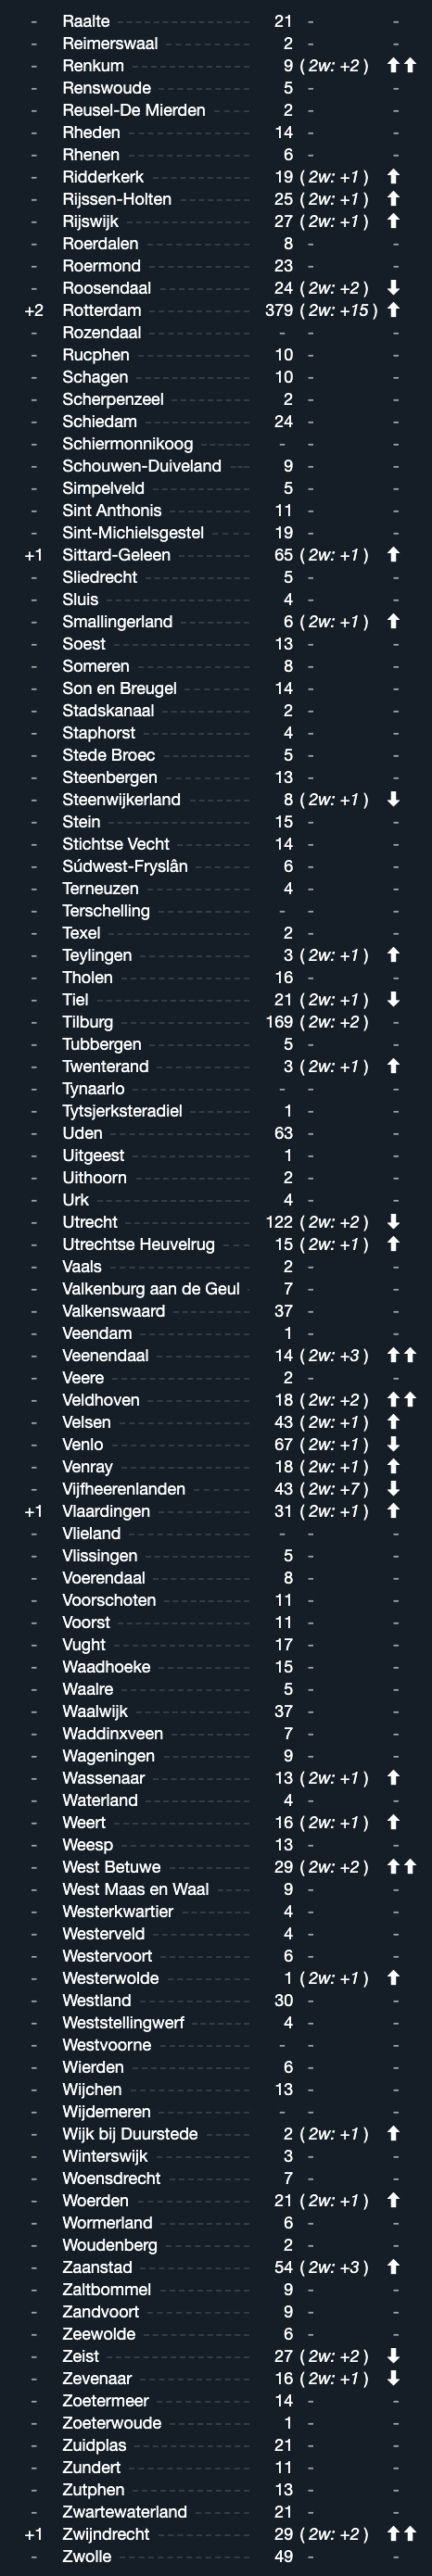 - Raalte 21 - -
- Reimerswaal 2 - -
- Renkum 9 ( 2w: +2 ) ⬆⬆
- Renswoude 5 - -
- Reusel-De Mierden 2 - -
- Rheden 14 - -
- Rhenen 6 - -
- Ridderkerk 19 ( 2w: +1 ) ⬆
- Rijssen-Holten 25 ( 2w: +1 ) ⬆
- Rijswijk 27 ( 2w: +1 ) ⬆
- Roerdalen 8 - -
- Roermond 23 - -
- Roosendaal 24 ( 2w: +2 ) ⬇
+2 Rotterdam 379 ( 2w: +15 ) ⬆
- Rozendaal - - -
- Rucphen 10 - -
- Schagen 10 - -
- Scherpenzeel 2 - -
- Schiedam 24 - -
- Schiermonnikoog - - -
- Schouwen-Duiveland 9 - -
- Simpelveld 5 - -
- Sint Anthonis 11 - -
- Sint-Michielsgestel 19 - -
+1 Sittard-Geleen 65 ( 2w: +1 ) ⬆
- Sliedrecht 5 - -
- Sluis 4 - -
- Smallingerland 6 ( 2w: +1 ) ⬆
- Soest 13 - -
- Someren 8 - -
- Son en Breugel 14 - -
- Stadskanaal 2 - -
- Staphorst 4 - -
- Stede Broec 5 - -
- Steenbergen 13 - -
- Steenwijkerland 8 ( 2w: +1 ) ⬇
- Stein 15 - -
- Stichtse Vecht 14 - -
- Súdwest-Fryslân 6 - -
- Terneuzen 4 - -
- Terschelling - - -
- Texel 2 - -
- Teylingen 3 ( 2w: +1 ) ⬆
- Tholen 16 - -
- Tiel 21 ( 2w: +1 ) ⬇
- Tilburg 169 ( 2w: +2 ) -
- Tubbergen 5 - -
- Twenterand 3 ( 2w: +1 ) ⬆
- Tynaarlo - - -
- Tytsjerksteradiel 1 - -
- Uden 63 - -
- Uitgeest 1 - -
- Uithoorn 2 - -
- Urk 4 - -
- Utrecht 122 ( 2w: +2 ) ⬇
- Utrechtse Heuvelrug 15 ( 2w: +1 ) ⬆
- Vaals 2 - -
- Valkenburg aan de Geul 7 - -
- Valkenswaard 37 - -
- Veendam 1 - -
- Veenendaal 14 ( 2w: +3 ) ⬆⬆
- Veere 2 - -
- Veldhoven 18 ( 2w: +2 ) ⬆⬆
- Velsen 43 ( 2w: +1 ) ⬆
- Venlo 67 ( 2w: +1 ) ⬇
- Venray 18 ( 2w: +1 ) ⬆
- Vijfheerenlanden 43 ( 2w: +7 ) ⬇
+1 Vlaardingen 31 ( 2w: +1 ) ⬆
- Vlieland - - -
- Vlissingen 5 - -
- Voerendaal 8 - -
- Voorschoten 11 - -
- Voorst 11 - -
- Vught 17 - -
- Waadhoeke 15 - -
- Waalre 5 - -
- Waalwijk 37 - -
- Waddinxveen 7 - -
- Wageningen 9 - -
- Wassenaar 13 ( 2w: +1 ) ⬆
- Waterland 4 - -
- Weert 16 ( 2w: +1 ) ⬆
- Weesp 13 - -
- West Betuwe 29 ( 2w: +2 ) ⬆⬆
- West Maas en Waal 9 - -
- Westerkwartier 4 - -
- Westerveld 4 - -
- Westervoort 6 - -
- Westerwolde 1 ( 2w: +1 ) ⬆
- Westland 30 - -
- Weststellingwerf 4 - -
- Westvoorne - - -
- Wierden 6 - -
- Wijchen 13 - -
- Wijdemeren - - -
- Wijk bij Duurstede 2 ( 2w: +1 ) ⬆
- Winterswijk 3 - -
- Woensdrecht 7 - -
- Woerden 21 ( 2w: +1 ) ⬆
- Wormerland 6 - -
- Woudenberg 2 - -
- Zaanstad 54 ( 2w: +3 ) ⬆
- Zaltbommel 9 - -
- Zandvoort 9 - -
- Zeewolde 6 - -
- Zeist 27 ( 2w: +2 ) ⬇
- Zevenaar 16 ( 2w: +1 ) ⬇
- Zoetermeer 14 - -
- Zoeterwoude 1 - -
- Zuidplas 21 - -
- Zundert 11 - -
- Zutphen 13 - -
- Zwartewaterland 21 - -
+1 Zwijndrecht 29 ( 2w: +2 ) ⬆⬆
- Zwolle 49 - -